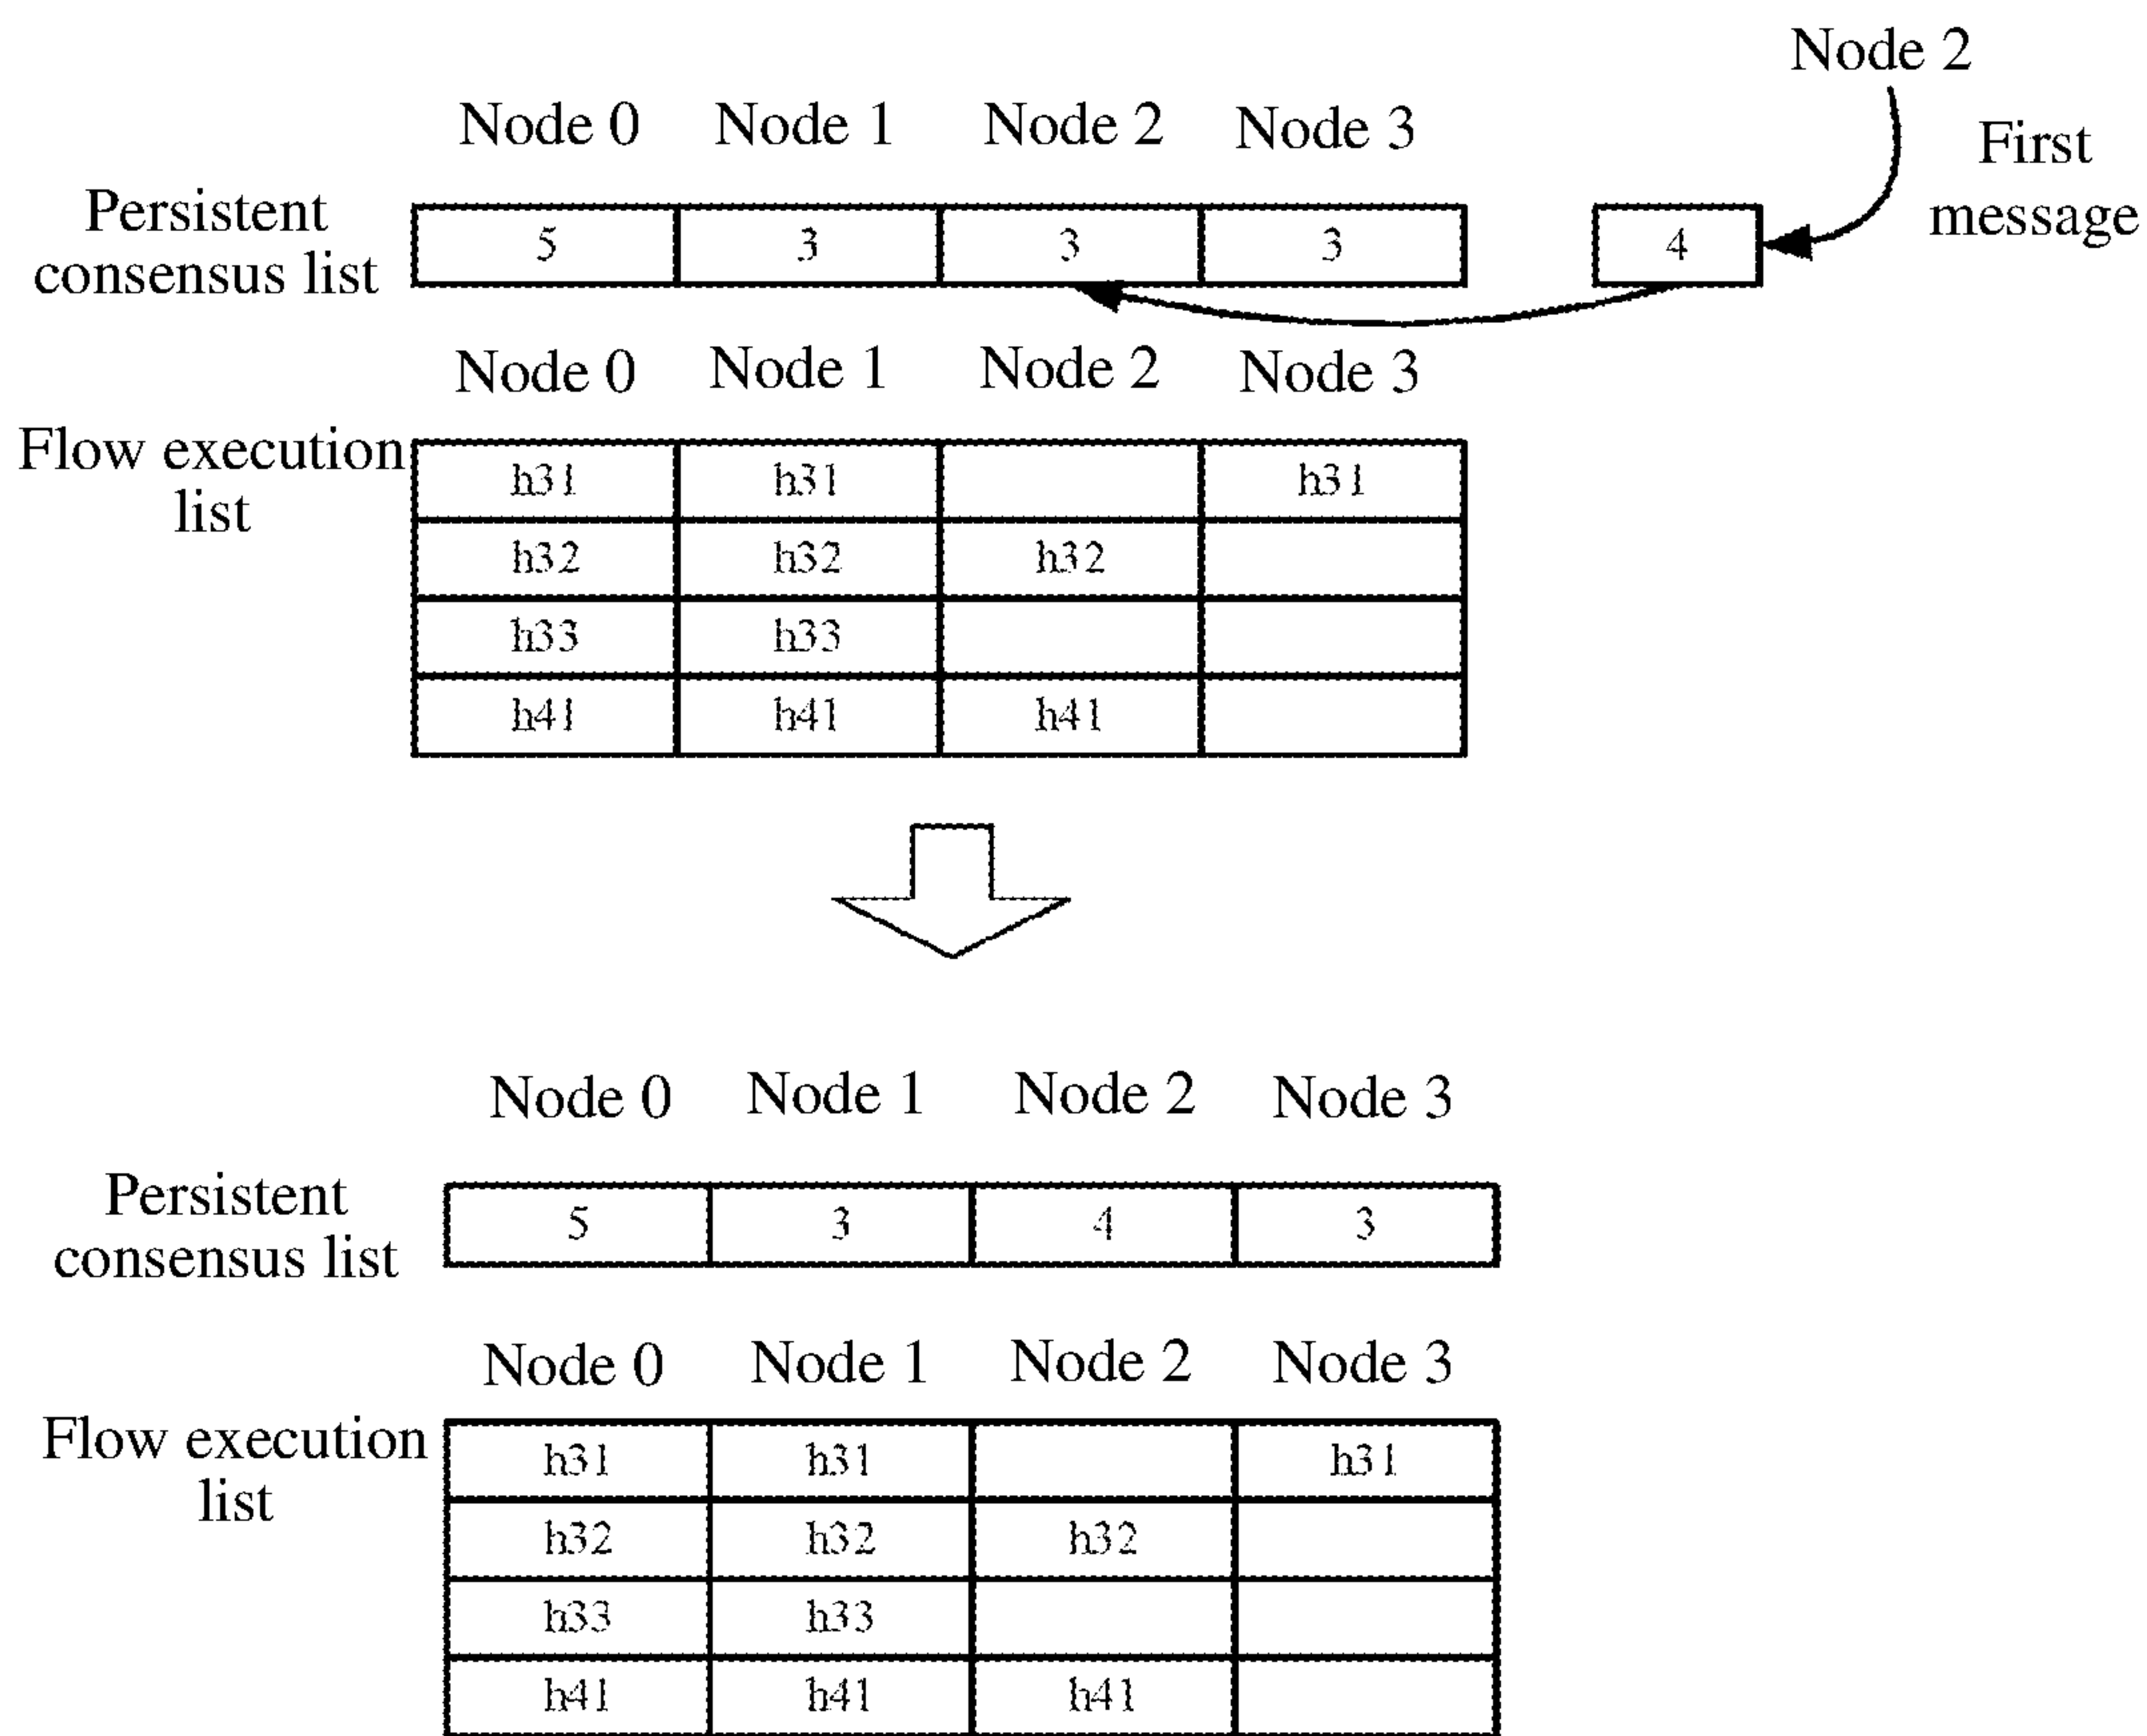 Node 2
First
message
Node 0 Node 1 Node 2 Node 3
Persistent
consensus list
5 3 3 3 4
Node 0 Node 1 Node 2 Node 3
Flow execution
list
h31 h31 h31
h32 h32 h32
h33 h33
h41 h41 h41
Node 0 Node 1 Node 2 Node 3
Persistent
consensus list
5 3 4 3
Node 0 Node 1 Node 2 Node 3
Flow execution
list
h31 h31 h31
h32 h32 h32
h33 h33
h41 h41 h41